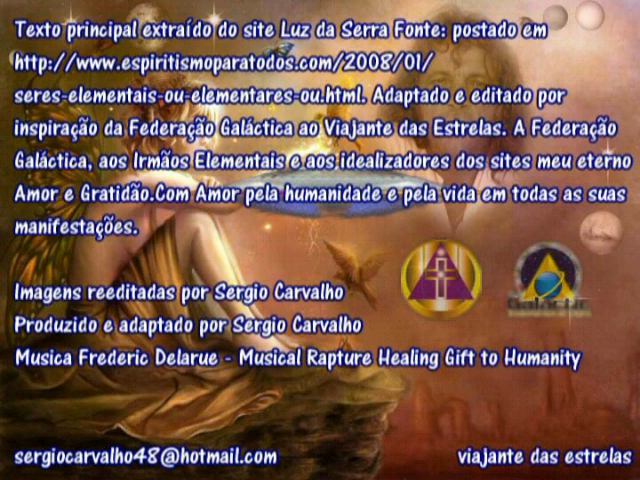 Texto principal extraído do site Luz da Serra Fonte: postado em
http://www.espiritismoparatodos.com/2008/01/
seres-elementais-ou-elementares-ou.html. Adaptado e editado por
inspiração da Federação Galáctica ao Viajante das Estrelas. A Federação
Galáctica, aos Irmãos Elementais e aos idealizadores dos sites meu eterno
Amor e Gratidão.Com Amor pela humanidade e pela vida em todas as suas
manifestações.
Galactic
Imagens reeditadas por Sergio Carvalho
Produzido e adaptado por Sergio Carvalho
Musica Frederic Delarue - Musical Rapture Healing Gift to Humanity
sergiocarvalho48@hotmail.com
viajante das estrelas